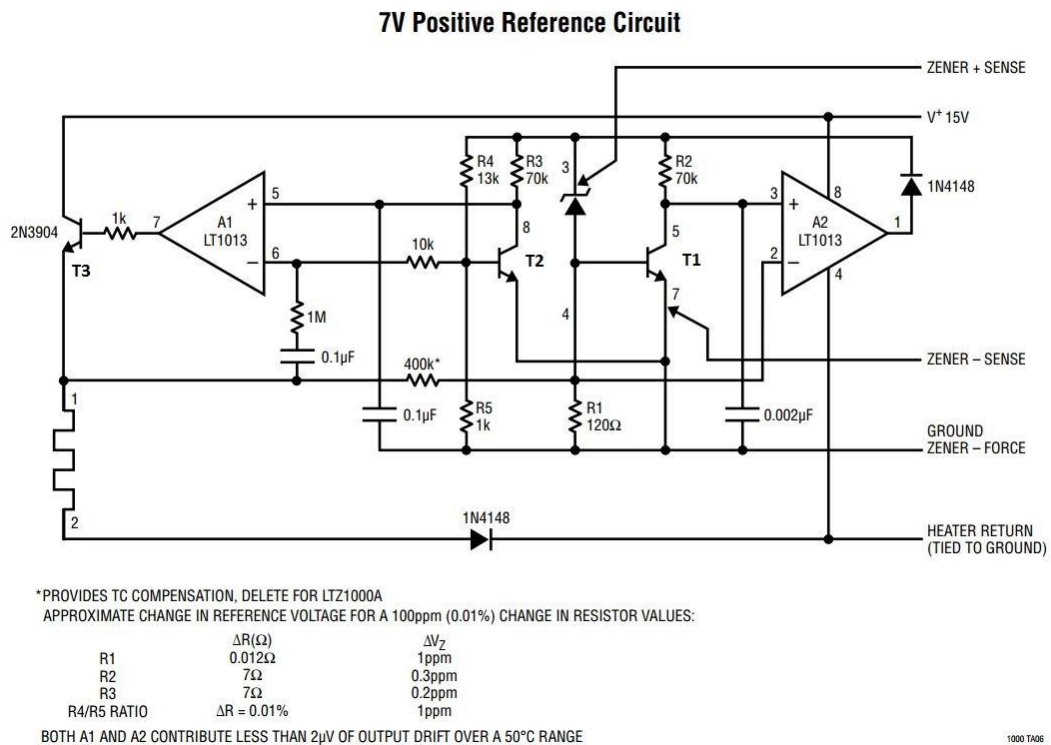 7V Positive Reference Circuit
ZENER + SENSE
V+ 15V
R4
13k
R3
70k
3
R2
70k
1N4148
2N3904
T3
1k
7
A1
LT1013
5
+
6
−
10k
8
T2
5
T1
7
3
+
2
−
A2
LT1013
8
1
4
1M
0.1µF
400k*
4
ZENER – SENSE
1
0.1µF
R5
1k
R1
120Ω
0.002µF
GROUND
ZENER – FORCE
2
1N4148
HEATER RETURN
(TIED TO GROUND)
*PROVIDES TC COMPENSATION, DELETE FOR LTZ1000A
APPROXIMATE CHANGE IN REFERENCE VOLTAGE FOR A 100ppm (0.01%) CHANGE IN RESISTOR VALUES:
∆R(Ω) ∆VZ
R1 0.012Ω 1ppm
R2 7Ω 0.3ppm
R3 7Ω 0.2ppm
R4/R5 RATIO ∆R = 0.01% 1ppm
BOTH A1 AND A2 CONTRIBUTE LESS THAN 2µV OF OUTPUT DRIFT OVER A 50°C RANGE
1000 TA06